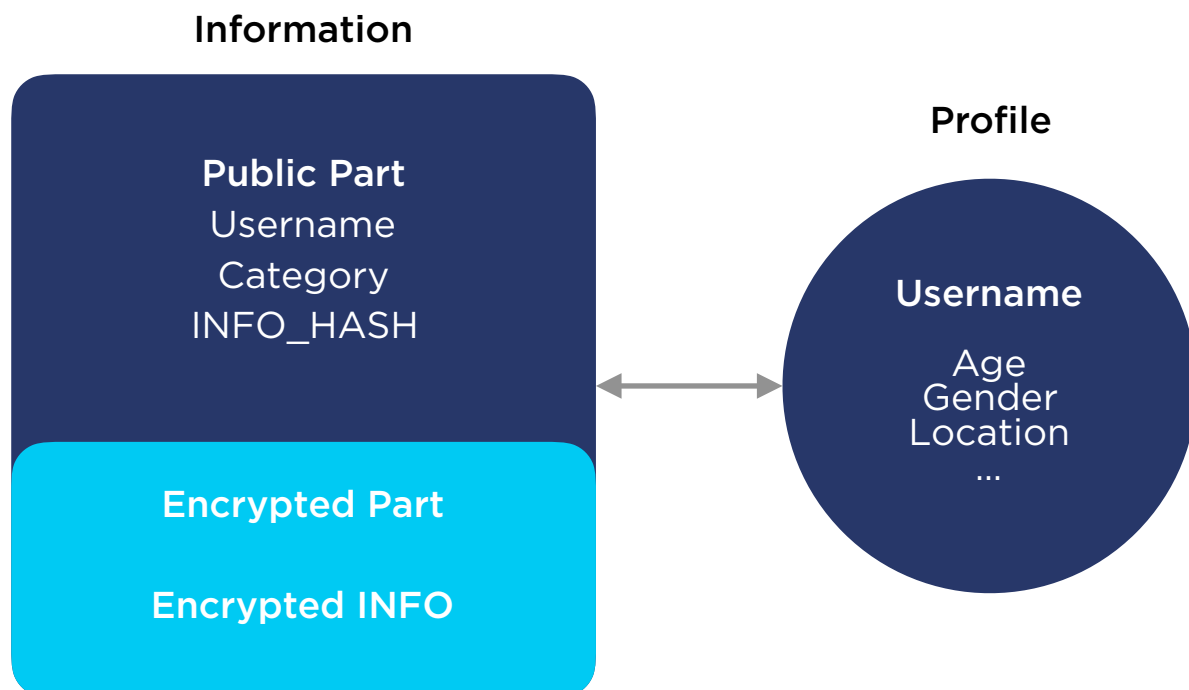 Information
Public Part
Username
Category
INFO_HASH
Encrypted Part
Encrypted INFO
Profile
Username
Age
Gender
Location
...